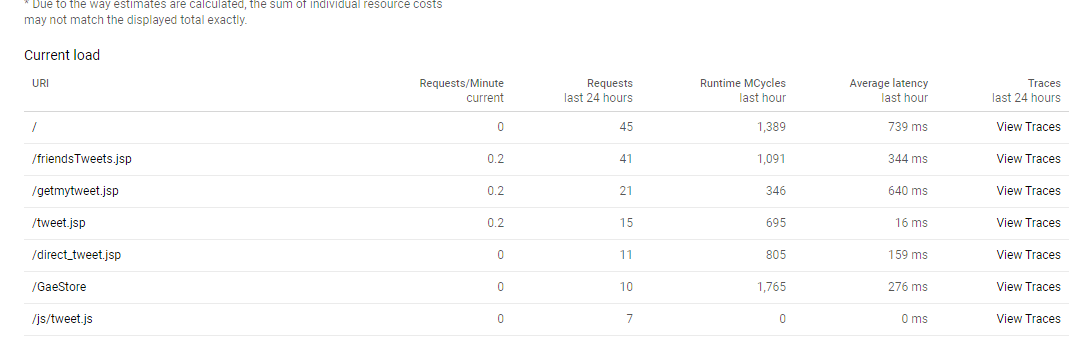 * Due to the way estimates are calculated, the sum of individual resource costs
may not match the displayed total exactly.
Current load
URI Requests/Minute Requests Runtime MCycles Average latency Traces
current last 24 hours last hour last hour last 24 hours
/ 0 45 1,389 739 ms View Traces
/friendsTweets.jsp 0.2 41 1,091 344 ms View Traces
/getmytweet.jsp 0.2 21 346 640 ms View Traces
/tweet.jsp 0.2 15 695 16 ms View Traces
/direct_tweet.jsp 0 11 805 159 ms View Traces
/GaeStore 0 10 1,765 276 ms View Traces
/js/tweet.js 0 7 0 0 ms View Traces